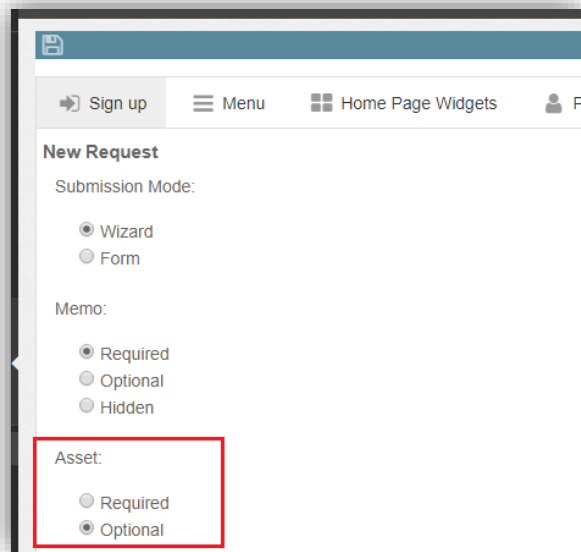 Sign up Menu Home Page Widgets P
New Request
Submission Mode:
Wizard
Form
Memo:
Required
Optional
Hidden
Asset:
Required
Optional